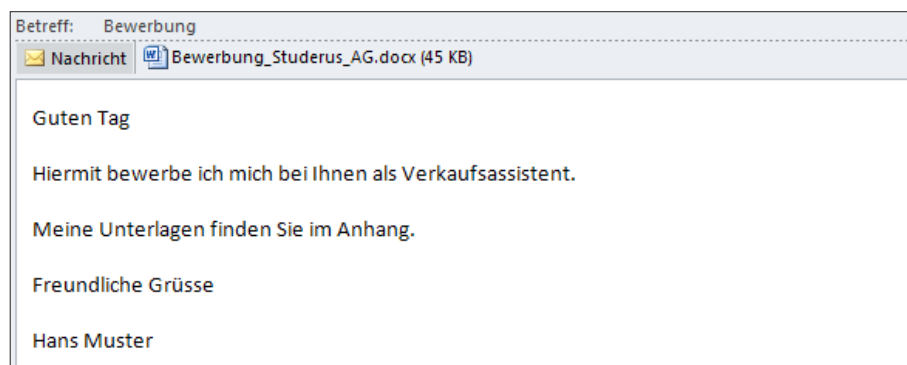 Betreff: Bewerbung
Nachricht Bewerbung_Studerus_AG.docx (45 KB)
Guten Tag
Hiermit bewerbe ich mich bei Ihnen als Verkaufsassistent.
Meine Unterlagen finden Sie im Anhang.
Freundliche Grüsse
Hans Muster